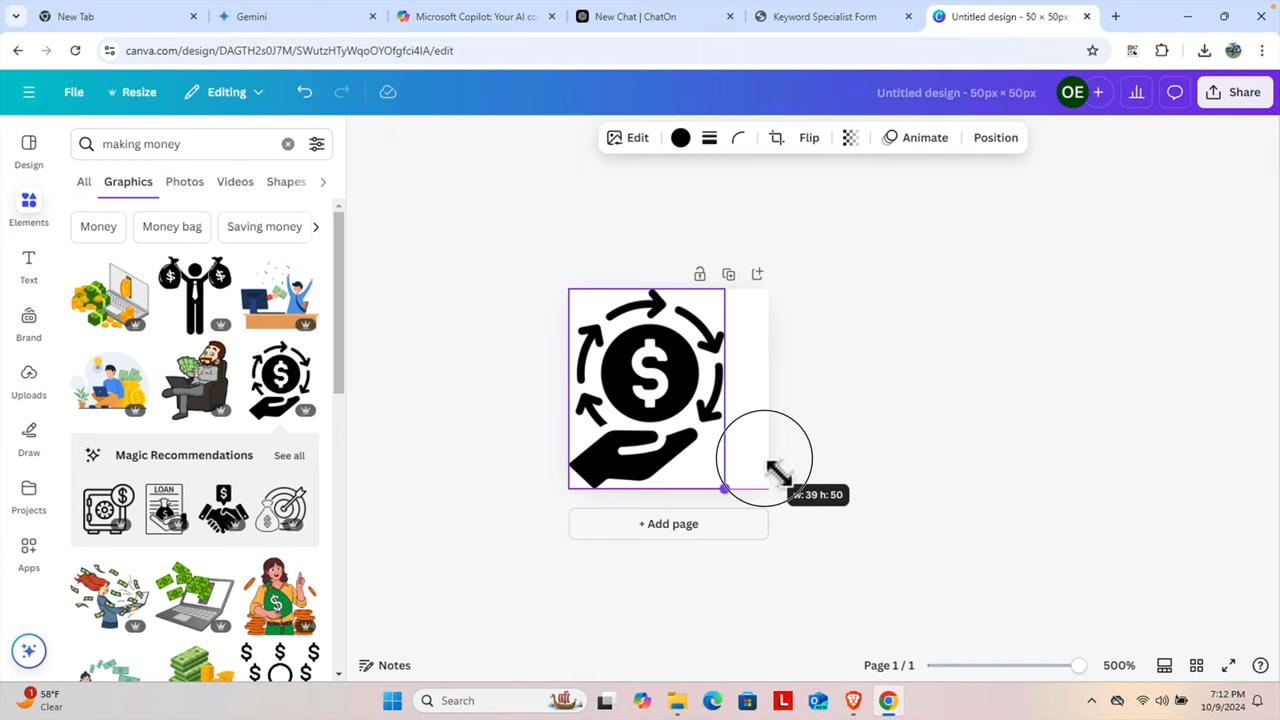 New Tab
Gemini
Microsoft Copilot: Your AI co
New Chat | ChatOn
Keyword Specialist Form
Untitled design - 50 × 50px
canva.com/design/DAGTH2s0J7M/SWutzHTyWqoOYOfgfci4IA/edit
File
Resize
Editing
Untitled design - 50px × 50px
OE
Share
Design
Elements
Text
Brand
Uploads
Draw
Projects
Apps
making money
All
Graphics
Photos
Videos
Shapes
Money
Money bag
Saving money
Magic Recommendations
See all
LOAN
Edit
Flip
Animate
Position
w: 39 h: 50
+ Add page
Notes
Page 1 / 1
500%
1
58°F
Clear
Search
L
7:12 PM
10/9/2024